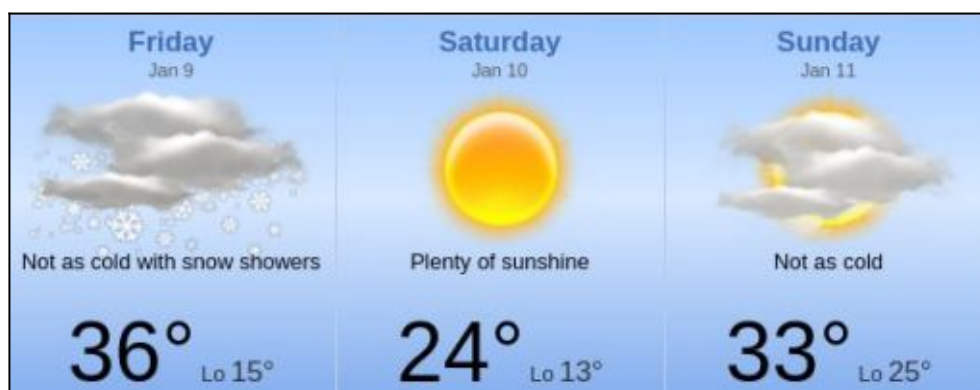 Friday
Jan 9
Not as cold with snow showers
36° Lo 15°
Saturday
Jan 10
Plenty of sunshine
24° Lo 13°
Sunday
Jan 11
Not as cold
33° Lo 25°